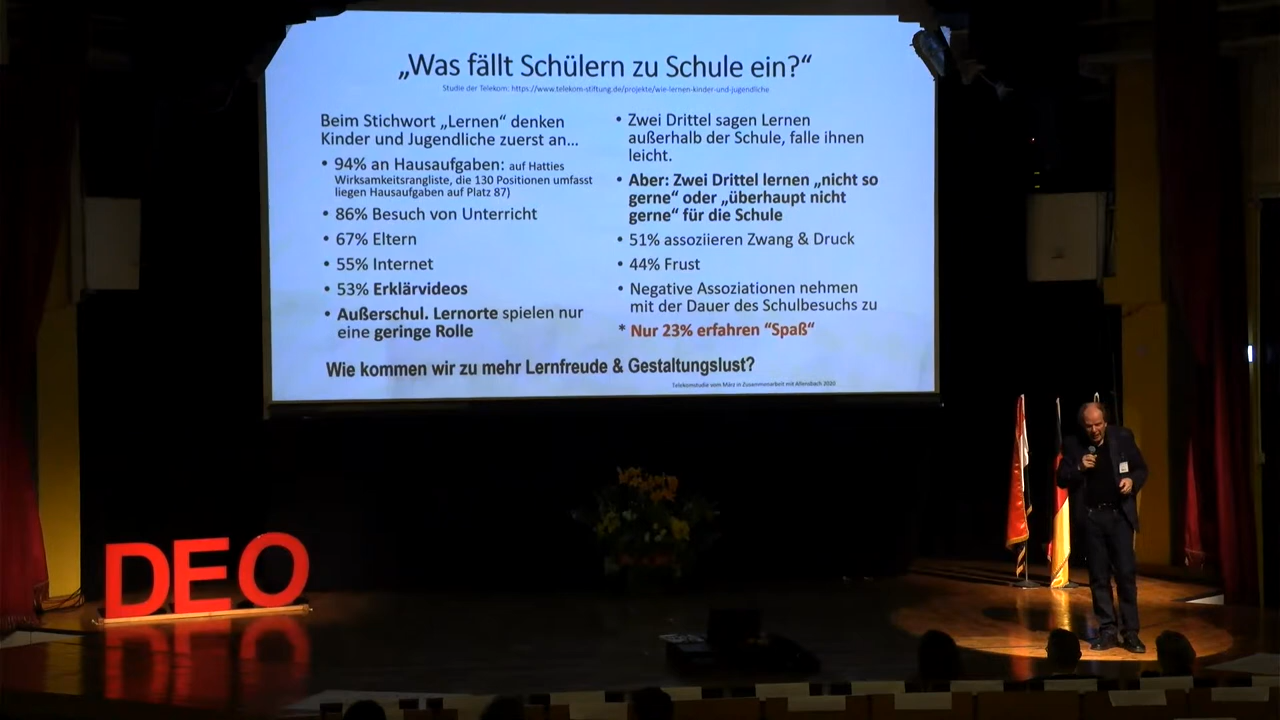 „Was fällt Schülern zu Schule ein?“
Studie der Telekom: https://www.telekom-stiftung.de/projekte/wie-lernen-kinder-und-jugendliche
Beim Stichwort „Lernen“ denken
Kinder und Jugendliche zuerst an...
• 94% an Hausaufgaben: auf Hatties
Wirksamkeitsrangliste, die 130 Positionen umfasst
liegen Hausaufgaben auf Platz 87)
• 86% Besuch von Unterricht
• 67% Eltern
• 55% Internet
• 53% Erklärvideos
• Außerschul. Lernorte spielen nur
eine geringe Rolle
• Zwei Drittel sagen Lernen
außerhalb der Schule, falle ihnen
leicht.
• Aber: Zwei Drittel lernen „nicht so
gerne“ oder „überhaupt nicht
gerne“ für die Schule
• 51% assoziieren Zwang & Druck
• 44% Frust
• Negative Assoziationen nehmen
mit der Dauer des Schulbesuchs zu
* Nur 23% erfahren “Spaß“
Wie kommen wir zu mehr Lernfreude & Gestaltungslust?
Telekomstudie vom März in Zusammenarbeit mit Allensbach 2020
DEO